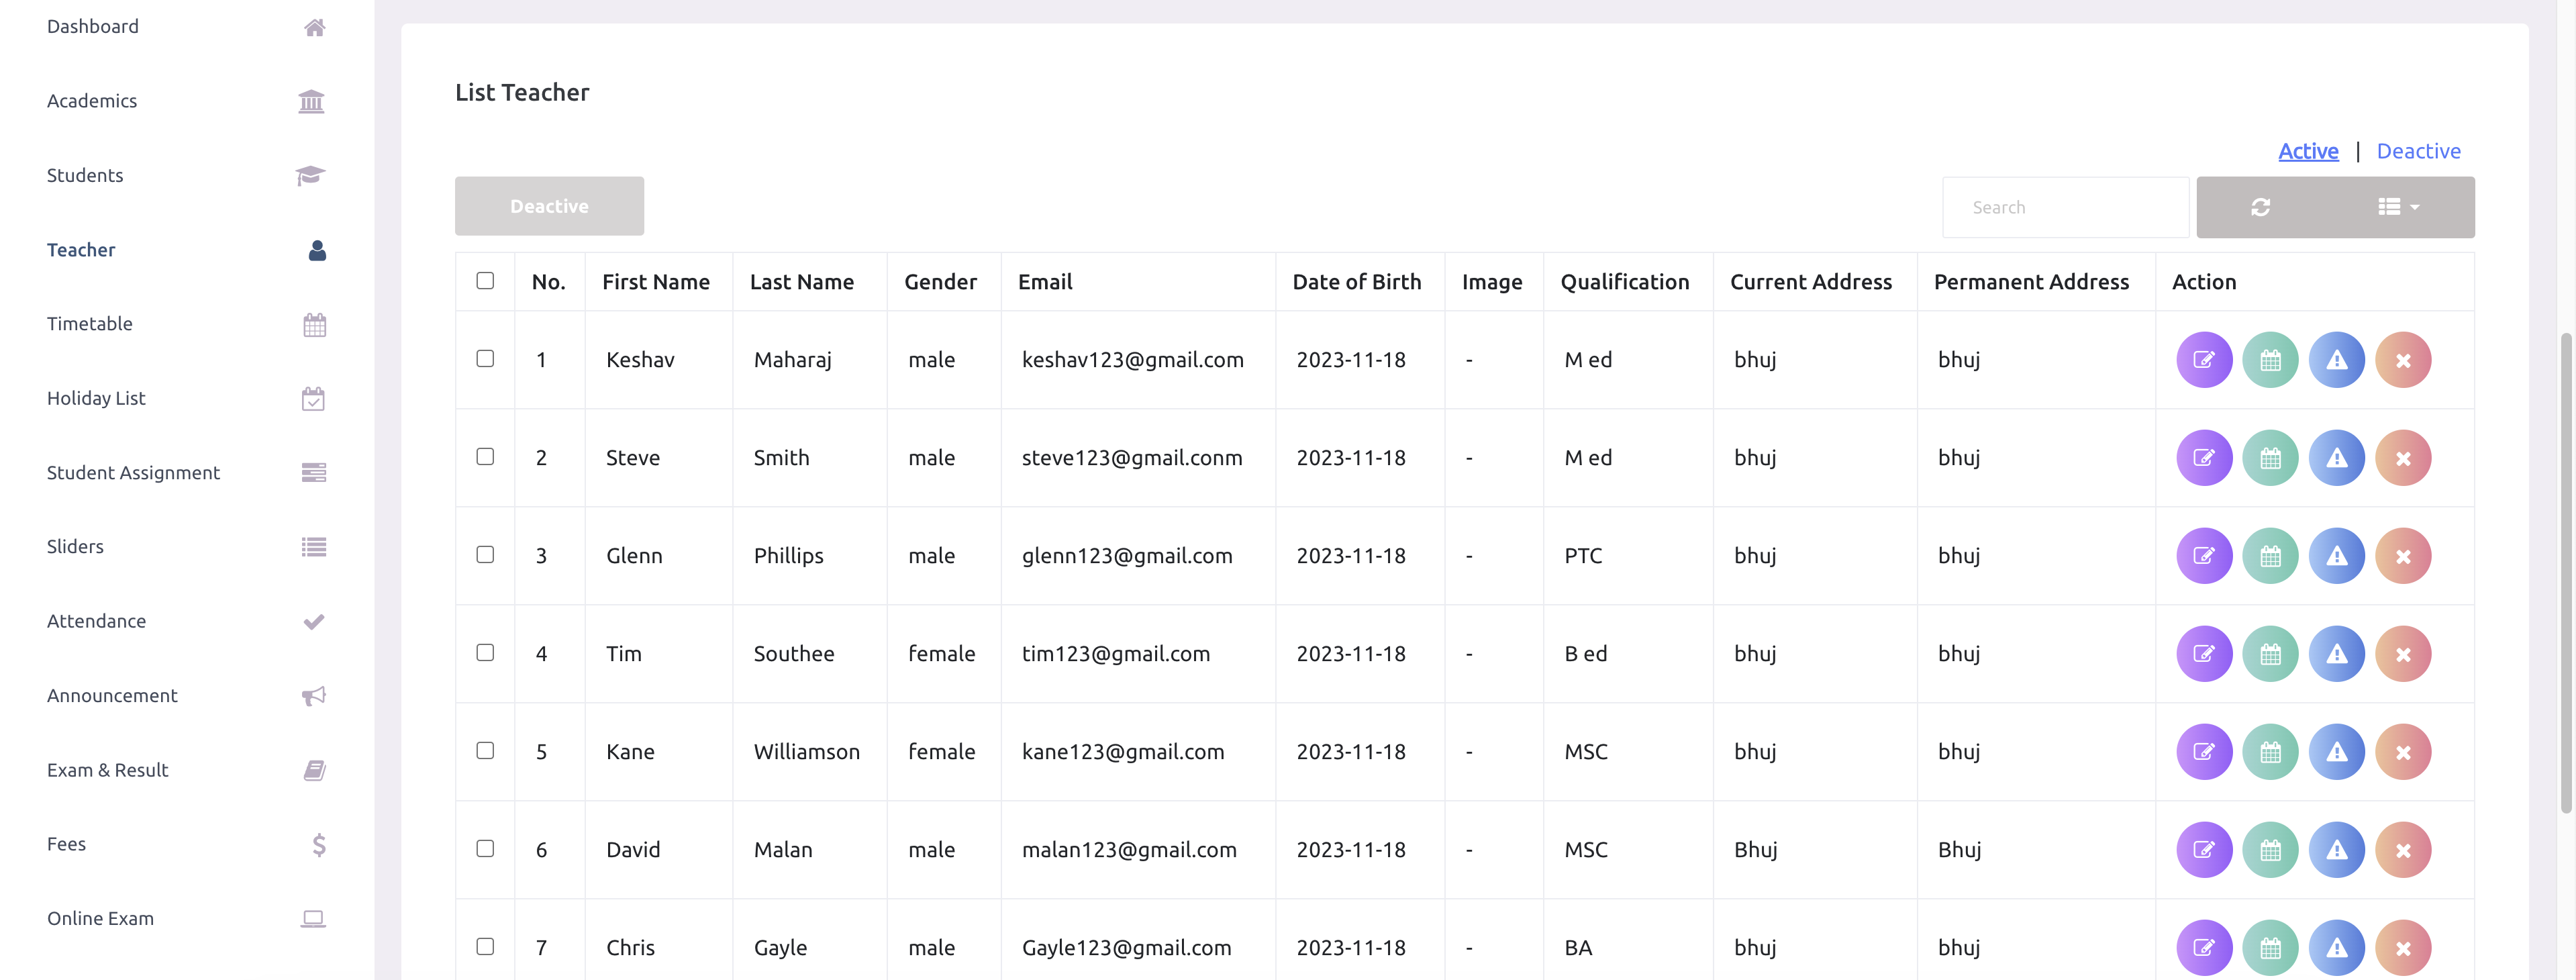 Dashboard
Academics
Students
Teacher
Timetable
Holiday List
Student Assignment
Sliders
Attendance
Announcement
Exam & Result
Fees
Online Exam
List Teacher
Active | Deactive
Deactive
Search
No. First Name Last Name Gender Email Date of Birth Image Qualification Current Address Permanent Address Action
1 Keshav Maharaj male keshav123@gmail.com 2023-11-18 - M ed bhuj bhuj
2 Steve Smith male steve123@gmail.conm 2023-11-18 - M ed bhuj bhuj
3 Glenn Phillips male glenn123@gmail.com 2023-11-18 - PTC bhuj bhuj
4 Tim Southee female tim123@gmail.com 2023-11-18 - B ed bhuj bhuj
5 Kane Williamson female kane123@gmail.com 2023-11-18 - MSC bhuj bhuj
6 David Malan male malan123@gmail.com 2023-11-18 - MSC Bhuj Bhuj
7 Chris Gayle male Gayle123@gmail.com 2023-11-18 - BA bhuj bhuj